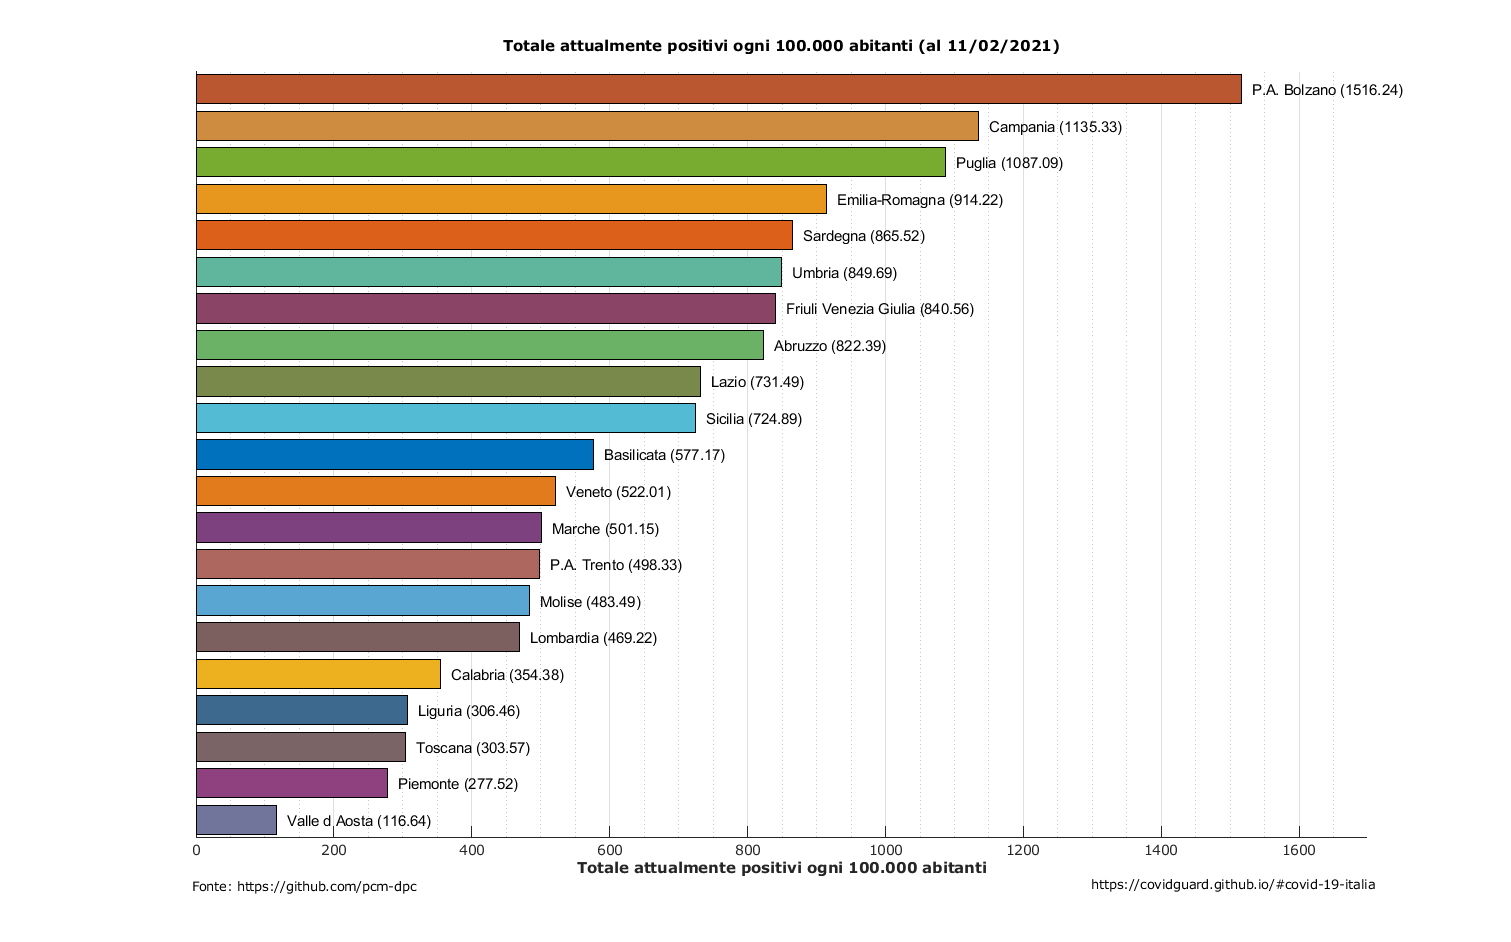 Totale attualmente positivi ogni 100.000 abitanti (al 11/02/2021)
P.A. Bolzano (1516.24)
Campania (1135.33)
Puglia (1087.09)
Emilia-Romagna (914.22)
Sardegna (865.52)
Umbria (849.69)
Friuli Venezia Giulia (840.56)
Abruzzo (822.39)
Lazio (731.49)
Sicilia (724.89)
Basilicata (577.17)
Veneto (522.01)
Marche (501.15)
P.A. Trento (498.33)
Molise (483.49)
Lombardia (469.22)
Calabria (354.38)
Liguria (306.46)
Toscana (303.57)
Piemonte (277.52)
Valle d Aosta (116.64)
0 200 400 600 800 1000 1200 1400 1600
Totale attualmente positivi ogni 100.000 abitanti
Fonte: https://github.com/pcm-dpc
https://covidguard.github.io/#covid-19-italia